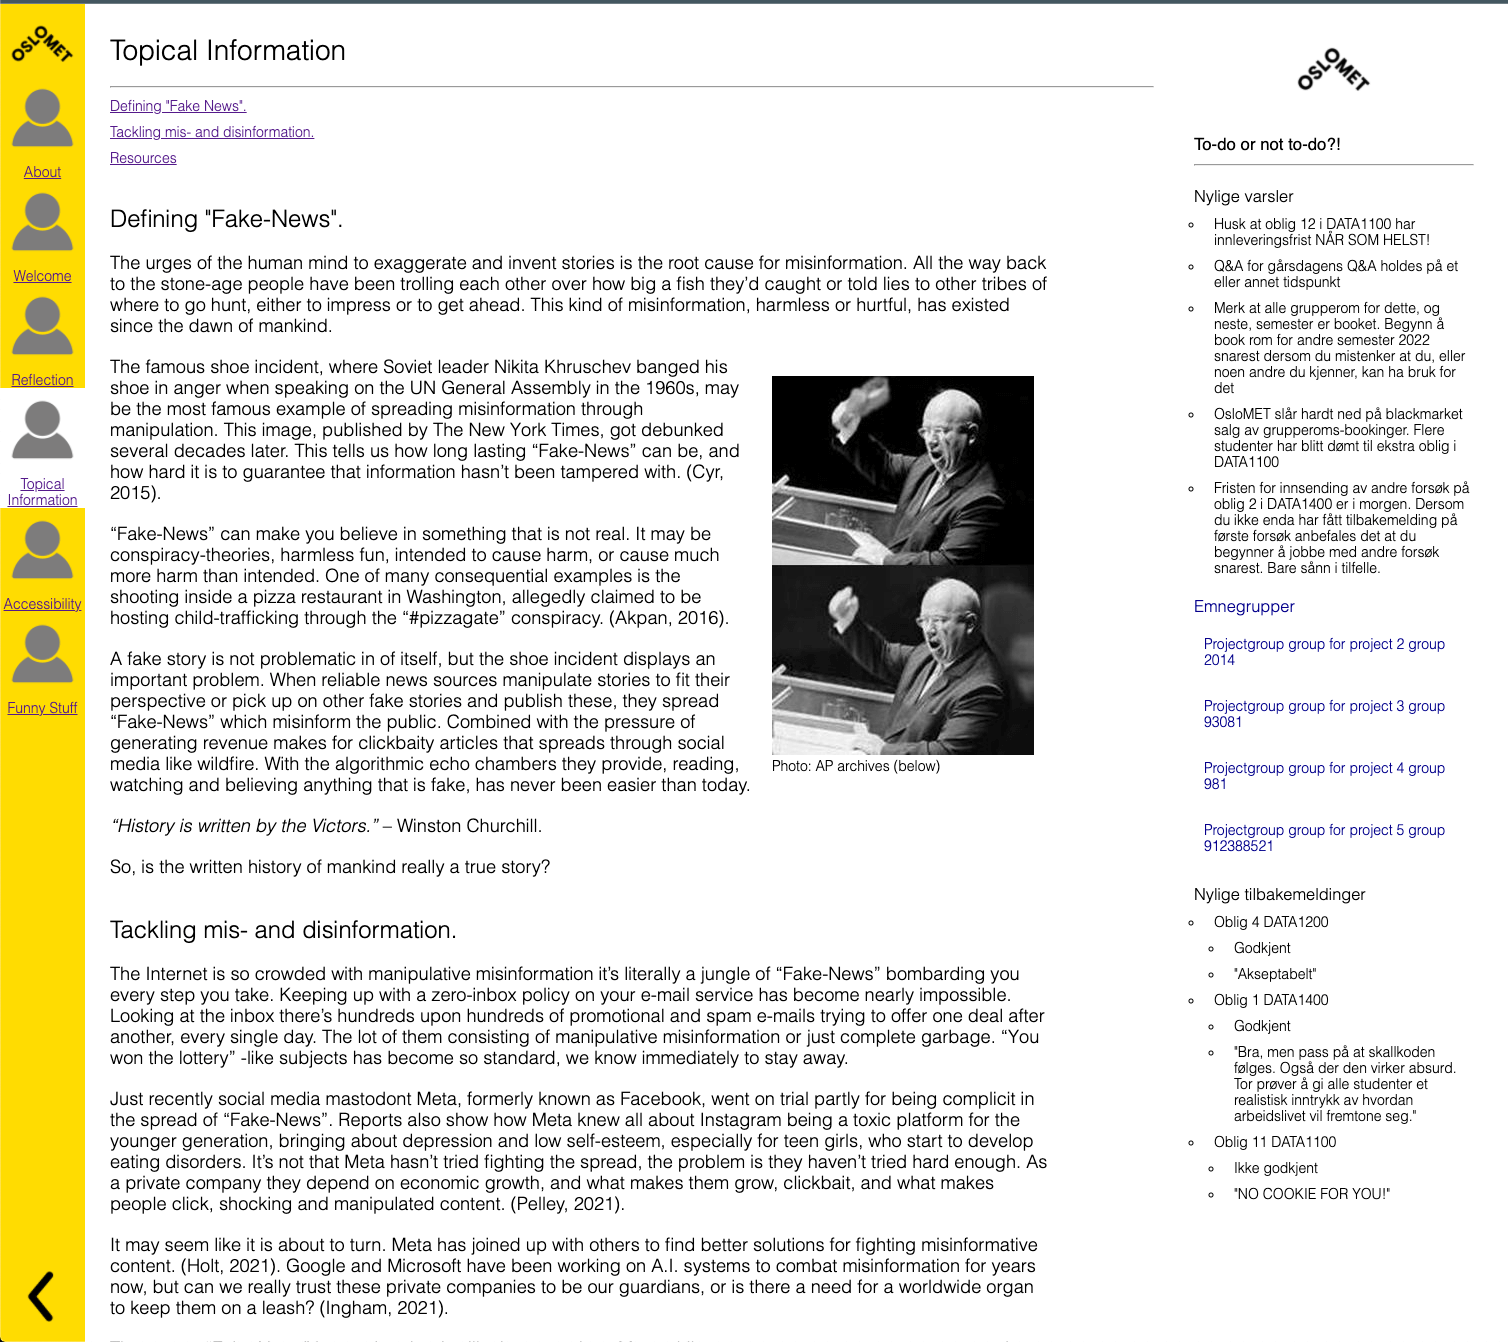 OSLOMET
About
Welcome
Reflection
Topical
Information
Accessibility
Funny Stuff
Topical Information
Defining "Fake News".
Tackling mis- and disinformation.
Resources
Defining "Fake-News".
The urges of the human mind to exaggerate and invent stories is the root cause for misinformation. All the way back
to the stone-age people have been trolling each other over how big a fish they’d caught or told lies to other tribes of
where to go hunt, either to impress or to get ahead. This kind of misinformation, harmless or hurtful, has existed
since the dawn of mankind.
The famous shoe incident, where Soviet leader Nikita Khruschev banged his
shoe in anger when speaking on the UN General Assembly in the 1960s, may
be the most famous example of spreading misinformation through
manipulation. This image, published by The New York Times, got debunked
several decades later. This tells us how long lasting “Fake-News” can be, and
how hard it is to guarantee that information hasn’t been tampered with. (Cyr,
2015).
“Fake-News” can make you believe in something that is not real. It may be
conspiracy-theories, harmless fun, intended to cause harm, or cause much
more harm than intended. One of many consequential examples is the
shooting inside a pizza restaurant in Washington, allegedly claimed to be
hosting child-trafficking through the “#pizzagate” conspiracy. (Akpan, 2016).
A fake story is not problematic in of itself, but the shoe incident displays an
important problem. When reliable news sources manipulate stories to fit their
perspective or pick up on other fake stories and publish these, they spread
“Fake-News” which misinform the public. Combined with the pressure of
generating revenue makes for clickbaity articles that spreads through social
media like wildfire. With the algorithmic echo chambers they provide, reading,
watching and believing anything that is fake, has never been easier than today.
Photo: AP archives (below)
“History is written by the Victors.” – Winston Churchill.
So, is the written history of mankind really a true story?
Tackling mis- and disinformation.
The Internet is so crowded with manipulative misinformation it’s literally a jungle of “Fake-News” bombarding you
every step you take. Keeping up with a zero-inbox policy on your e-mail service has become nearly impossible.
Looking at the inbox there’s hundreds upon hundreds of promotional and spam e-mails trying to offer one deal after
another, every single day. The lot of them consisting of manipulative misinformation or just complete garbage. “You
won the lottery” -like subjects has become so standard, we know immediately to stay away.
Just recently social media mastodont Meta, formerly known as Facebook, went on trial partly for being complicit in
the spread of “Fake-News”. Reports also show how Meta knew all about Instagram being a toxic platform for the
younger generation, bringing about depression and low self-esteem, especially for teen girls, who start to develop
eating disorders. It’s not that Meta hasn’t tried fighting the spread, the problem is they haven’t tried hard enough. As
a private company they depend on economic growth, and what makes them grow, clickbait, and what makes
people click, shocking and manipulated content. (Pelley, 2021).
It may seem like it is about to turn. Meta has joined up with others to find better solutions for fighting misinformative
content. (Holt, 2021). Google and Microsoft have been working on A.I. systems to combat misinformation for years
now, but can we really trust these private companies to be our guardians, or is there a need for a worldwide organ
to keep them on a leash? (Ingham, 2021).
OSLOMET
To-do or not to-do?!
Nylige varsler
Husk at oblig 12 i DATA1100 har
innleveringsfrist NÅR SOM HELST!
Q&A for gårsdagens Q&A holdes på et
eller annet tidspunkt
Merk at alle grupperom for dette, og
neste, semester er booket. Begynn å
book rom for andre semester 2022
snarest dersom du mistenker at du, eller
noen andre du kjenner, kan ha bruk for
det
OsloMET slår hardt ned på blackmarket
salg av grupperoms-bookinger. Flere
studenter har blitt dømt til ekstra oblig i
DATA1100
Fristen for innsending av andre forsøk på
oblig 2 i DATA1400 er i morgen. Dersom
du ikke enda har fått tilbakemelding på
første forsøk anbefales det at du
begynner å jobbe med andre forsøk
snarest. Bare sånn i tilfelle.
Emnegrupper
Projectgroup group for project 2 group
2014
Projectgroup group for project 3 group
93081
Projectgroup group for project 4 group
981
Projectgroup group for project 5 group
912388521
Nylige tilbakemeldinger
Oblig 4 DATA1200
Godkjent
"Akseptabelt"
Oblig 1 DATA1400
Godkjent
"Bra, men pass på at skallkoden
følges. Også der den virker absurd.
Tor prøver å gi alle studenter et
realistisk inntrykk av hvordan
arbeidslivet vil fremtone seg."
Oblig 11 DATA1100
Ikke godkjent
"NO COOKIE FOR YOU!"